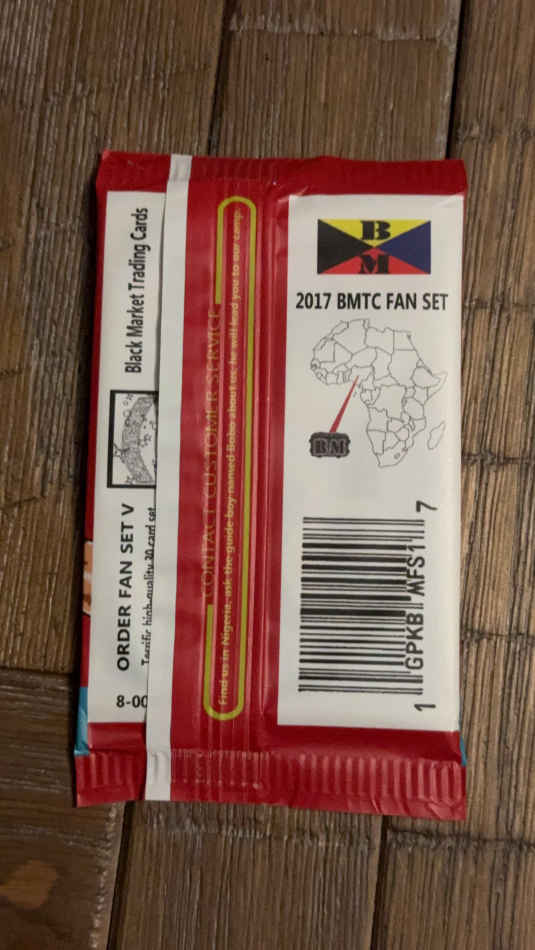 B
M
2017 BMTC FAN SET
BM
1 GPKB MFS1 7
CONTACT CUSTOMER SERVICE
Find us in Nigeria, ask the guide boy named Bobo about us, he will lead you to our camp.
Black Market Trading Cards
ORDER FAN SET V
Terrific high-quality 30 card set
8-00